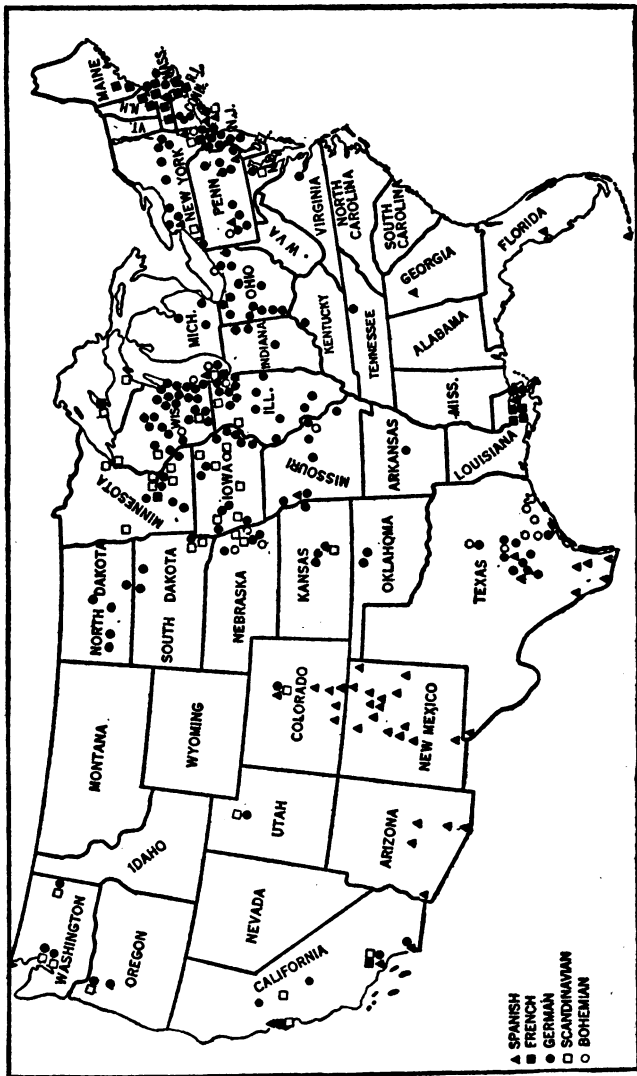 WASHINGTON
OREGON
CALIFORNIA
NEVADA
IDAHO
MONTANA
WYOMING
UTAH
ARIZONA
COLORADO
NEW MEXICO
NORTH DAKOTA
SOUTH DAKOTA
NEBRASKA
KANSAS
OKLAHOMA
TEXAS
MINNESOTA
IOWA
MISSOURI
ARKANSAS
LOUISIANA
WIS.
ILL.
MICH.
INDIANA
OHIO
KENTUCKY
TENNESSEE
MISS.
ALABAMA
GEORGIA
FLORIDA
SOUTH
CAROLINA
NORTH
CAROLINA
VIRGINIA
W VA.
PENN
NEW YORK
N.J.
VT.
N.H.
MAINE
MASS.
R.I.
▲ SPANISH
■ FRENCH
● GERMAN
□ SCANDINAVIAN
○ BOHEMIAN